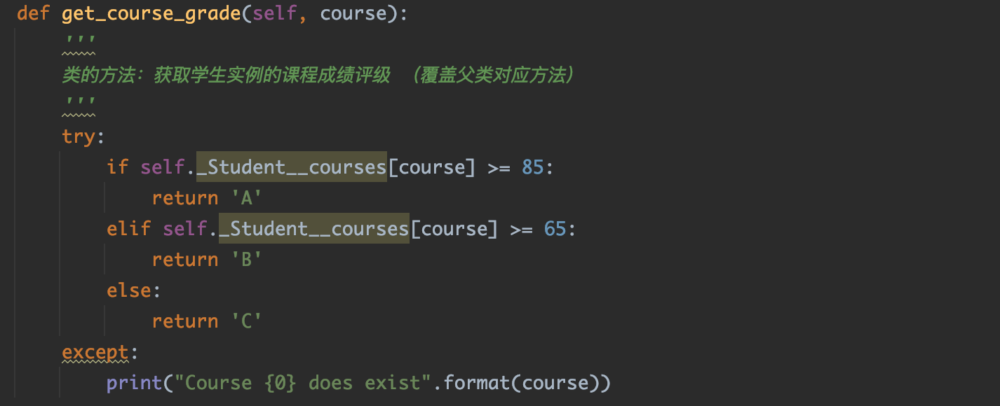 def get_course_grade(self, course):
'''
类的方法：获取学生实例的课程成绩评级 （覆盖父类对应方法）
'''
try:
if self._Student__courses[course] >= 85:
return 'A'
elif self._Student__courses[course] >= 65:
return 'B'
else:
return 'C'
except:
print("Course {0} does exist".format(course))